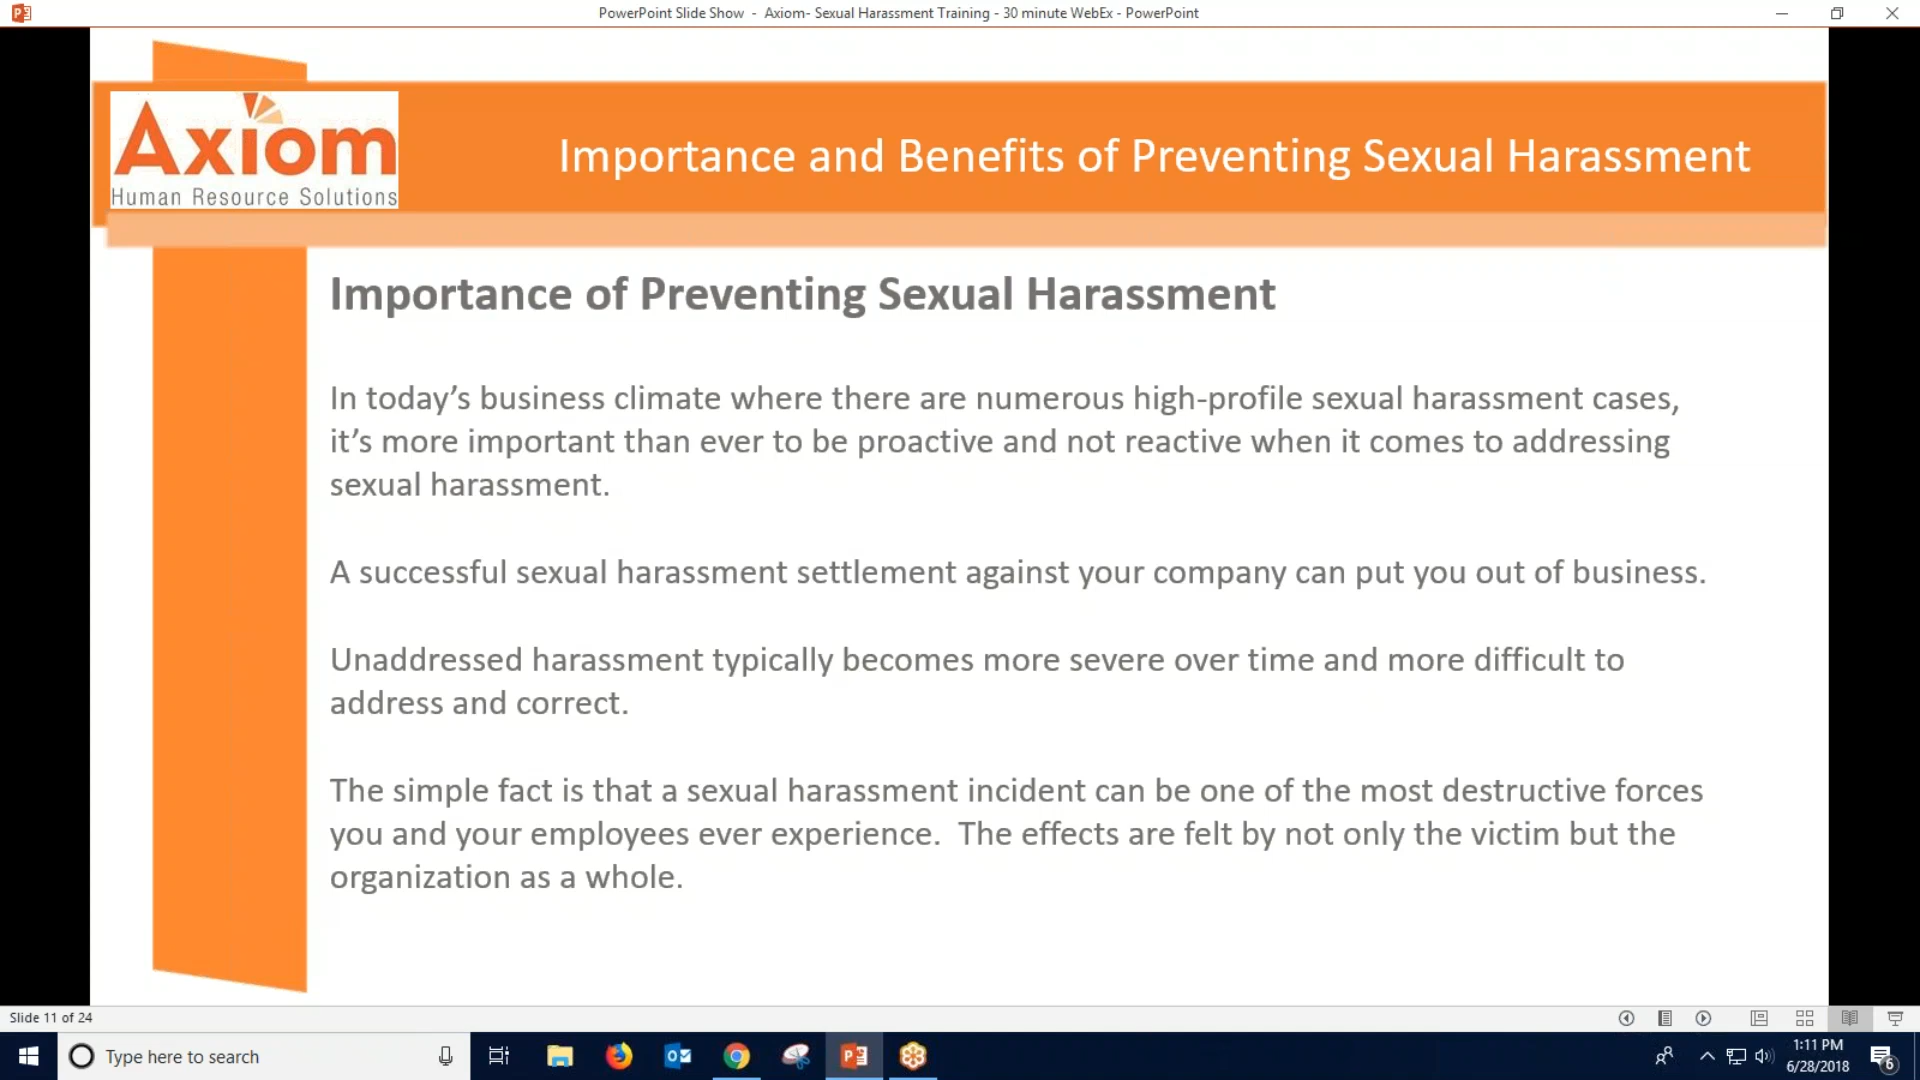 PowerPoint Slide Show - Axiom- Sexual Harassment Training - 30 minute WebEx - PowerPoint
Axiom
Human Resource Solutions
Importance and Benefits of Preventing Sexual Harassment
Importance of Preventing Sexual Harassment
In today’s business climate where there are numerous high-profile sexual harassment cases,
it’s more important than ever to be proactive and not reactive when it comes to addressing
sexual harassment.
A successful sexual harassment settlement against your company can put you out of business.
Unaddressed harassment typically becomes more severe over time and more difficult to
address and correct.
The simple fact is that a sexual harassment incident can be one of the most destructive forces
you and your employees ever experience.  The effects are felt by not only the victim but the
organization as a whole.
Slide 11 of 24
Type here to search
1:11 PM
6/28/2018
6